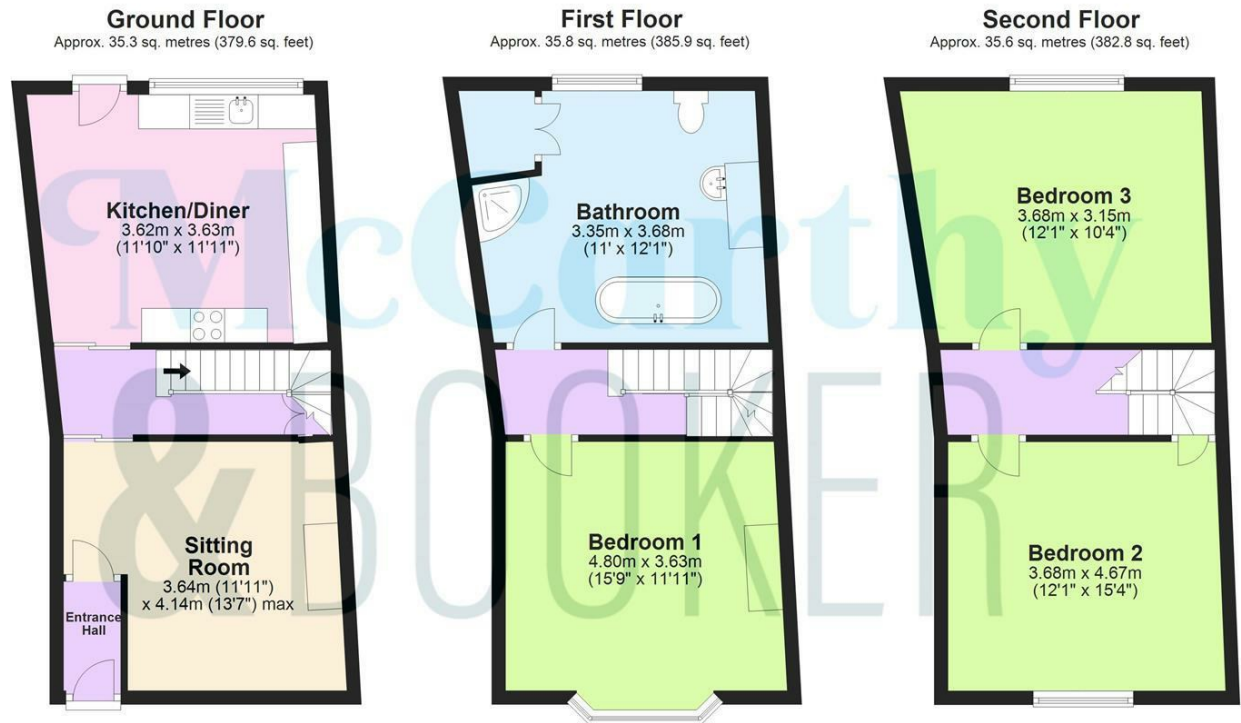 Ground Floor
Approx. 35.3 sq. metres (379.6 sq. feet)
Kitchen/Diner
3.62m x 3.63m
(11'10" x 11'11")
Sitting
Room
3.64m (11'11")
x 4.14m (13'7") max
Entrance
Hall
First Floor
Approx. 35.8 sq. metres (385.9 sq. feet)
Bathroom
3.35m x 3.68m
(11' x 12'1")
Bedroom 1
4.80m x 3.63m
(15'9" x 11'11")
Second Floor
Approx. 35.6 sq. metres (382.8 sq. feet)
Bedroom 3
3.68m x 3.15m
(12'1" x 10'4")
Bedroom 2
3.68m x 4.67m
(12'1" x 15'4")
McCarthy
&BOOKER